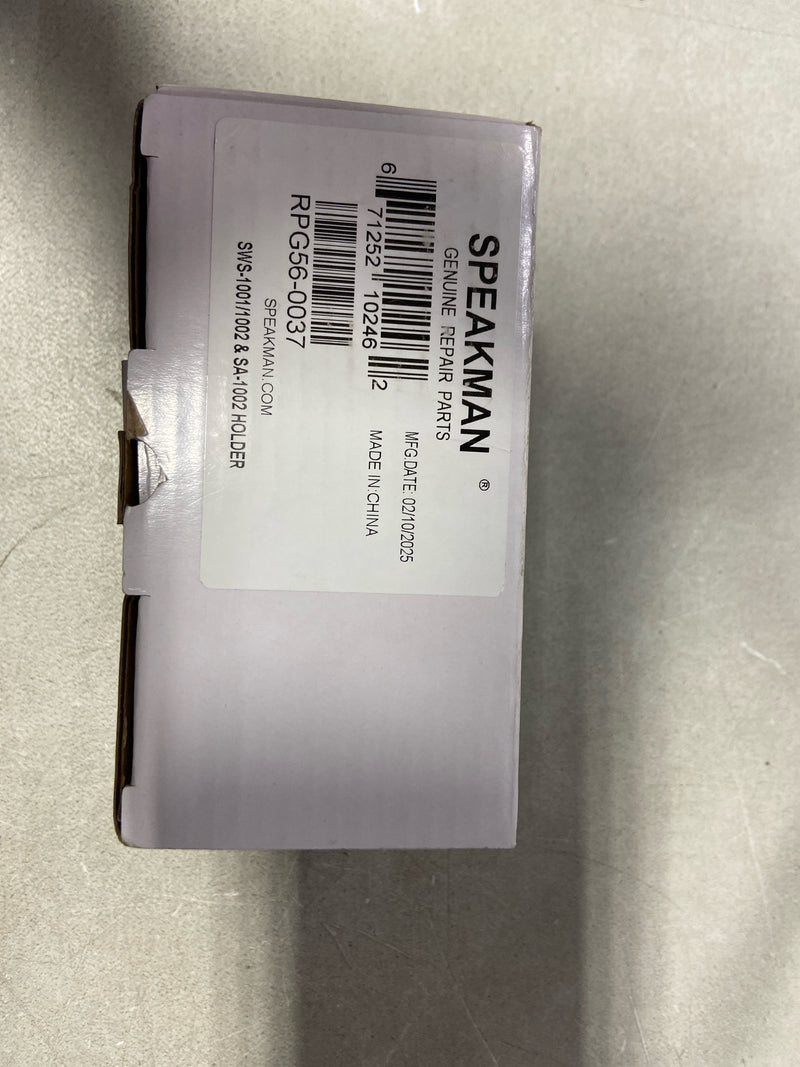 SPEAKMAN ®
GENUINE REPAIR PARTS
6 71252 10246 2
MFG.DATE: 02/10/2025
MADE IN:CHINA
RPG56-0037
SPEAKMAN.COM
SWS-1001/1002 & SA-1002 HOLDER